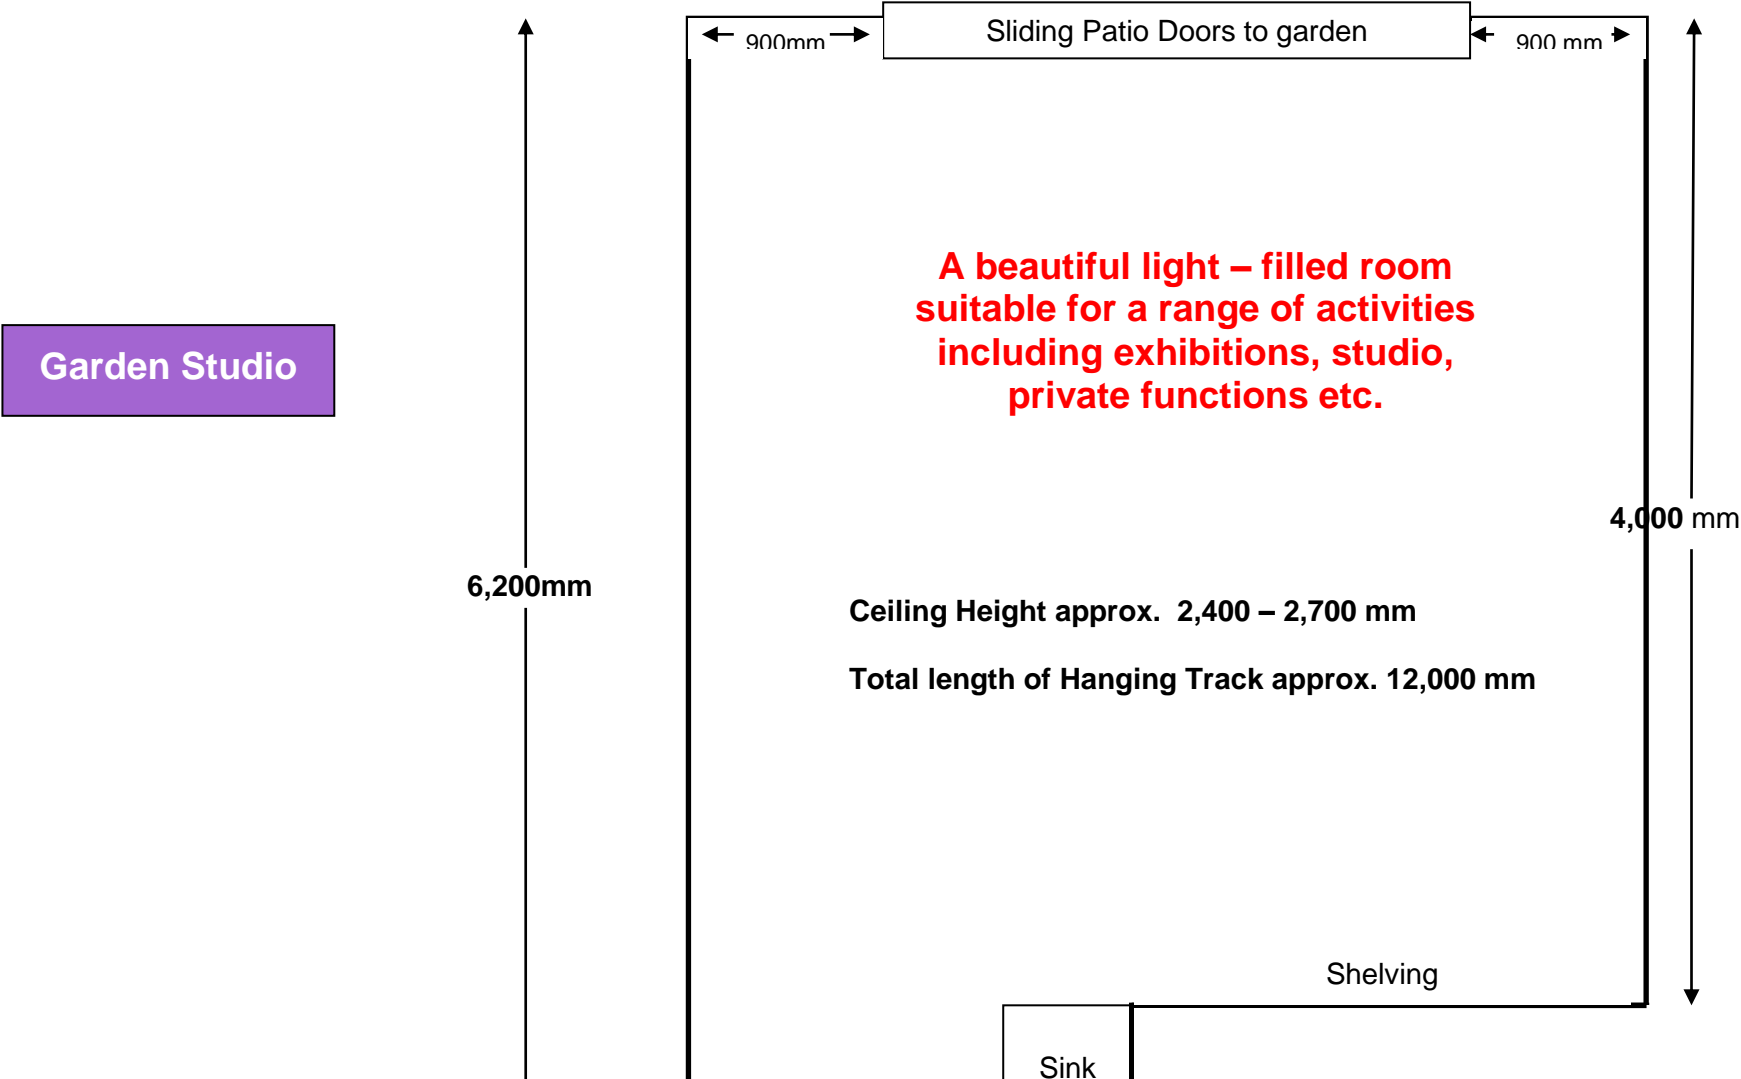 Sliding Patio Doors to garden
900mm
900 mm
A beautiful light – filled room
suitable for a range of activities
including exhibitions, studio,
private functions etc.
Garden Studio
4,000 mm
6,200mm
Ceiling Height approx. 2,400 – 2,700 mm
Total length of Hanging Track approx. 12,000 mm
Shelving
Sink